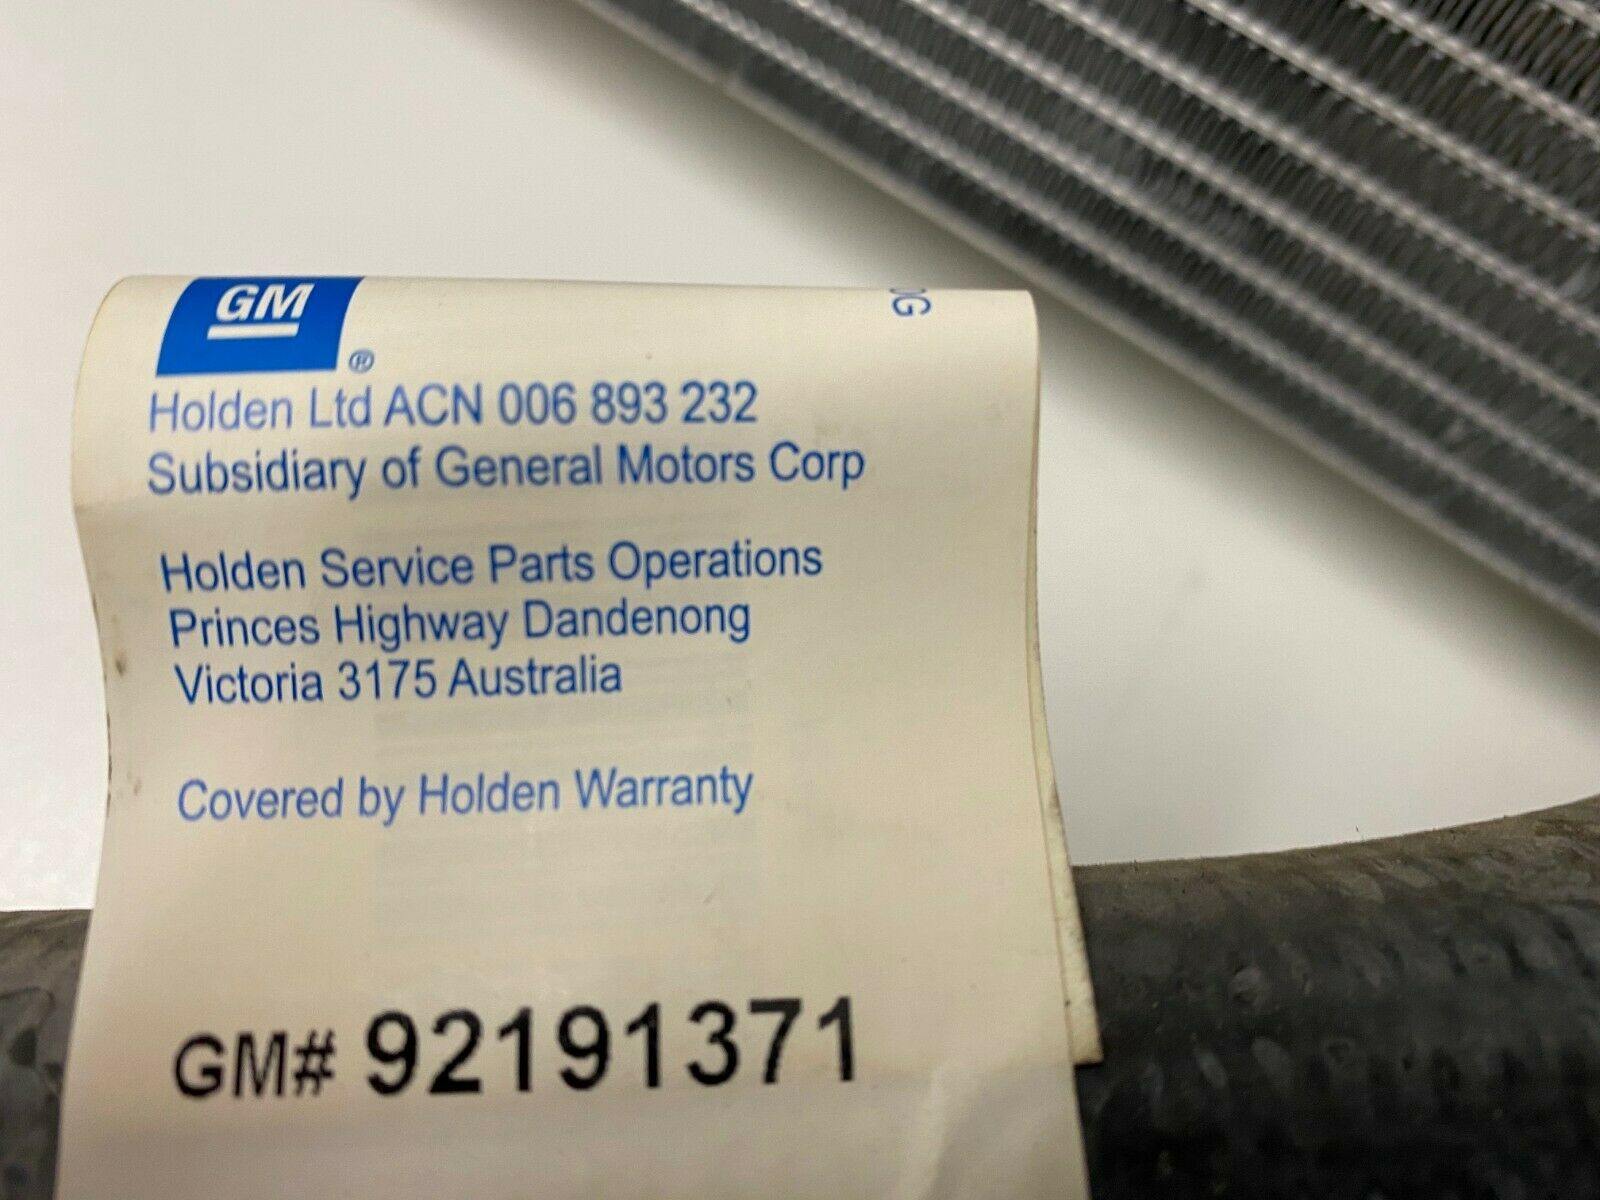 GM
®
Holden Ltd ACN 006 893 232
Subsidiary of General Motors Corp
Holden Service Parts Operations
Princes Highway Dandenong
Victoria 3175 Australia
Covered by Holden Warranty
GM# 92191371